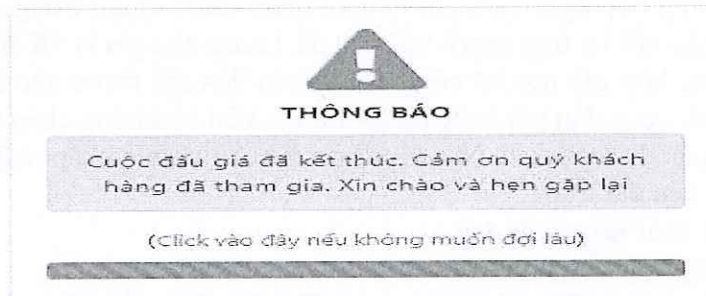 THÔNG BÁO
Cuộc đấu giá đã kết thúc. Cảm ơn quý khách
hàng đã tham gia. Xin chào và hẹn gặp lại
(Click vào đây nếu không muốn đợi lâu)